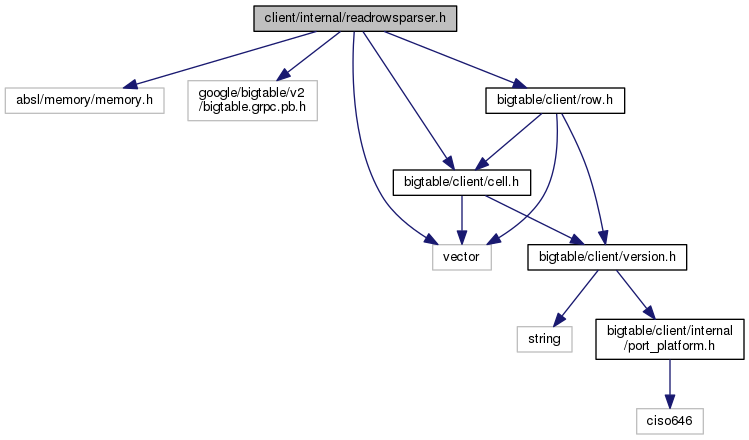 client/internal/readrowsparser.h
absl/memory/memory.h
google/bigtable/v2
/bigtable.grpc.pb.h
bigtable/client/row.h
bigtable/client/cell.h
vector
bigtable/client/version.h
string
bigtable/client/internal
/port_platform.h
ciso646